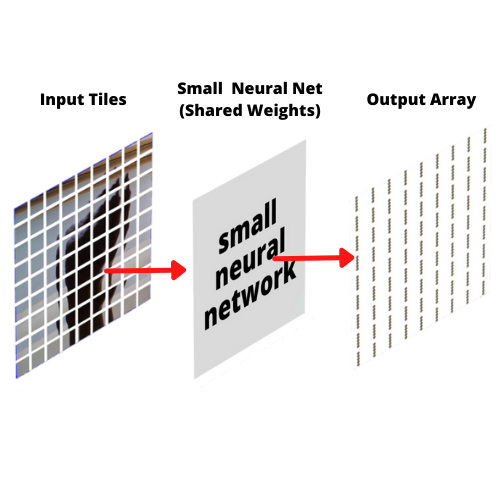 Input Tiles
Small Neural Net
(Shared Weights)
Output Array
small
neural
network